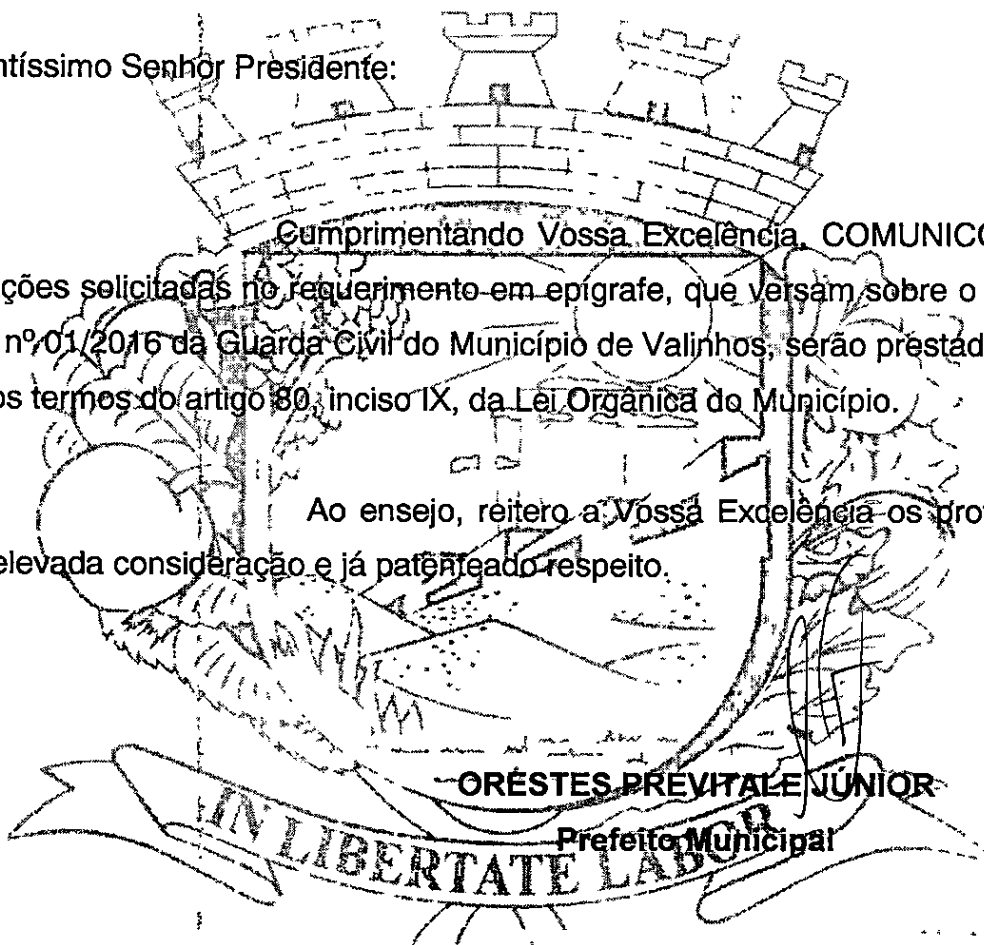 ntíssimo Senhor Presidente:
Cumprimentando Vossa Excelência, COMUNICO
ções solicitadas no requerimento em epígrafe, que versam sobre o
nº 01/2016 da Guarda Civil do Município de Valinhos, serão prestad
os termos do artigo 80, inciso IX, da Lei Orgânica do Município.
Ao ensejo, reitero a Vossa Excelência os prot
elevada consideração e já patenteado respeito.
ORESTES PREVITALE JÚNIOR
Prefeito Municipal
IN LIBERTATE LABOR